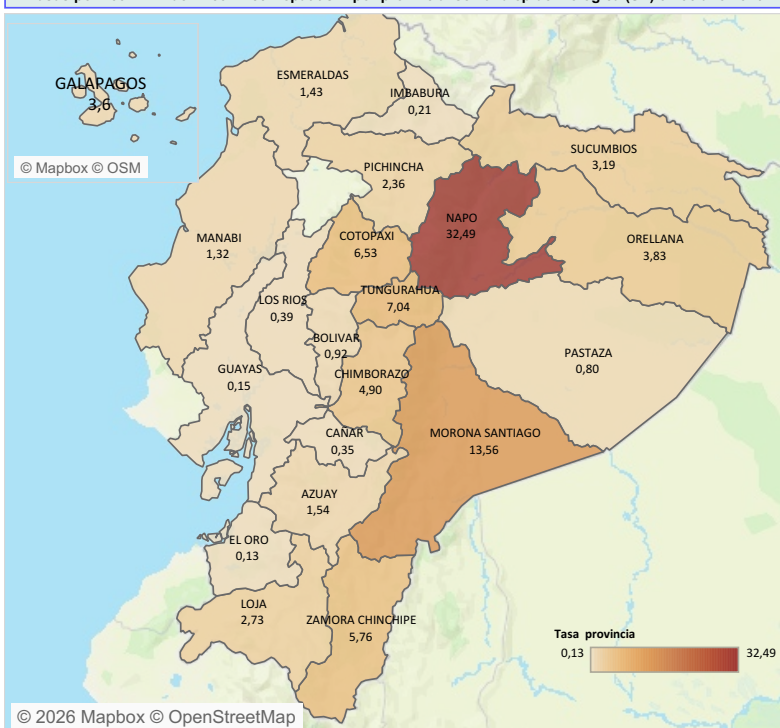 GALAPAGOS
3,6
© Mapbox © OSM
ESMERALDAS
1,43
IMBABURA
0,21
SUCUMBIOS
3,19
PICHINCHA
2,36
NAPO
32,49
MANABI
1,32
COTOPAXI
6,53
ORELLANA
3,83
TUNGURAHUA
7,04
LOS RIOS
0,39
BOLIVAR
0,92
PASTAZA
0,80
GUAYAS
0,15
CHIMBORAZO
4,90
CAÑAR
0,35
MORONA SANTIAGO
13,56
AZUAY
1,54
EL ORO
0,13
LOJA
2,73
ZAMORA CHINCHIPE
5,76
Tasa provincia
0,13 32,49
© 2026 Mapbox © OpenStreetMap